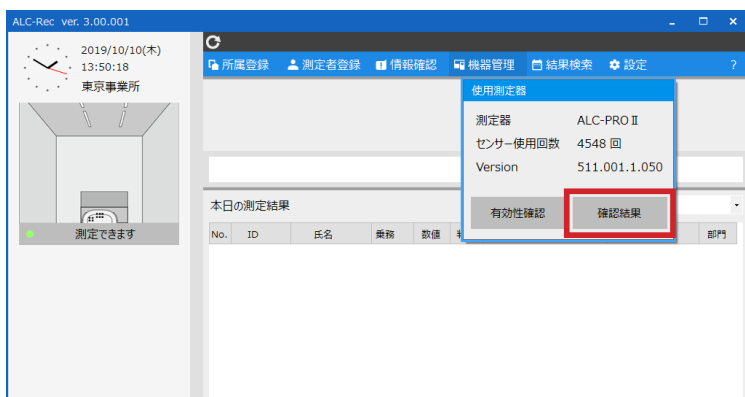 ALC-Rec ver. 3.00.001
2019/10/10(木)
13:50:18
東京事業所
測定できます
所属登録 測定者登録 情報確認 機器管理 結果検索 設定 ?
使用測定器
測定器 ALC-PROⅡ
センサー使用回数 4548 回
Version 511.001.1.050
有効性確認 確認結果
本日の測定結果
No. ID 氏名 乗務 数値 部門